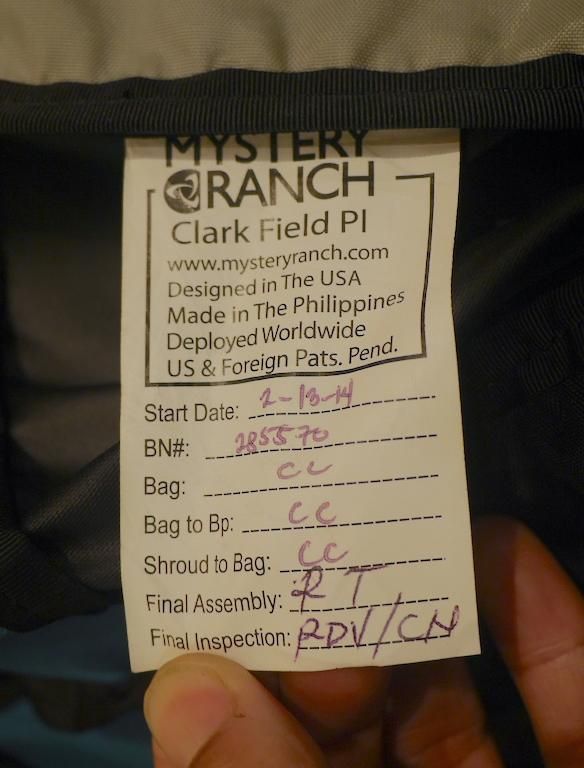 MYSTERY
RANCH
Clark Field PI
www.mysteryranch.com
Designed in The USA
Made in The Philippines
Deployed Worldwide
US & Foreign Pats. Pend.
Start Date: 2-13-14
BN#: 285570
Bag: CC
Bag to Bp: CC
Shroud to Bag: CC
Final Assembly: RT
Final Inspection: RDV/CN